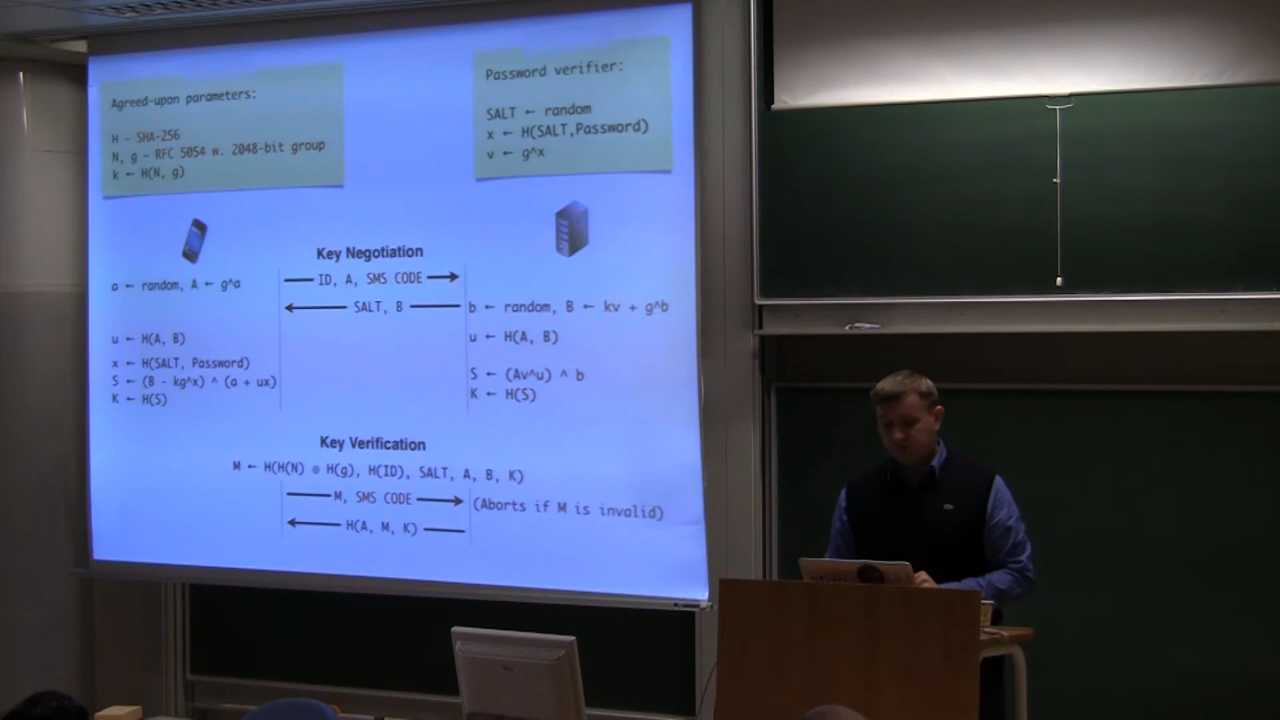 Agreed-upon parameters:
H - SHA-256
N, g - RFC 5054 w. 2048-bit group
k ← H(N, g)
Password verifier:
SALT ← random
x ← H(SALT,Password)
v ← g^x
Key Negotiation
a ← random, A ← g^a
ID, A, SMS CODE
SALT, B
b ← random, B ← kv + g^b
u ← H(A, B)
u ← H(A, B)
x ← H(SALT, Password)
S ← (B - kg^x) ^ (a + ux)
K ← H(S)
S ← (Av^u) ^ b
K ← H(S)
Key Verification
M ← H(H(N) ⊕ H(g), H(ID), SALT, A, B, K)
M, SMS CODE
(Aborts if M is invalid)
H(A, M, K)